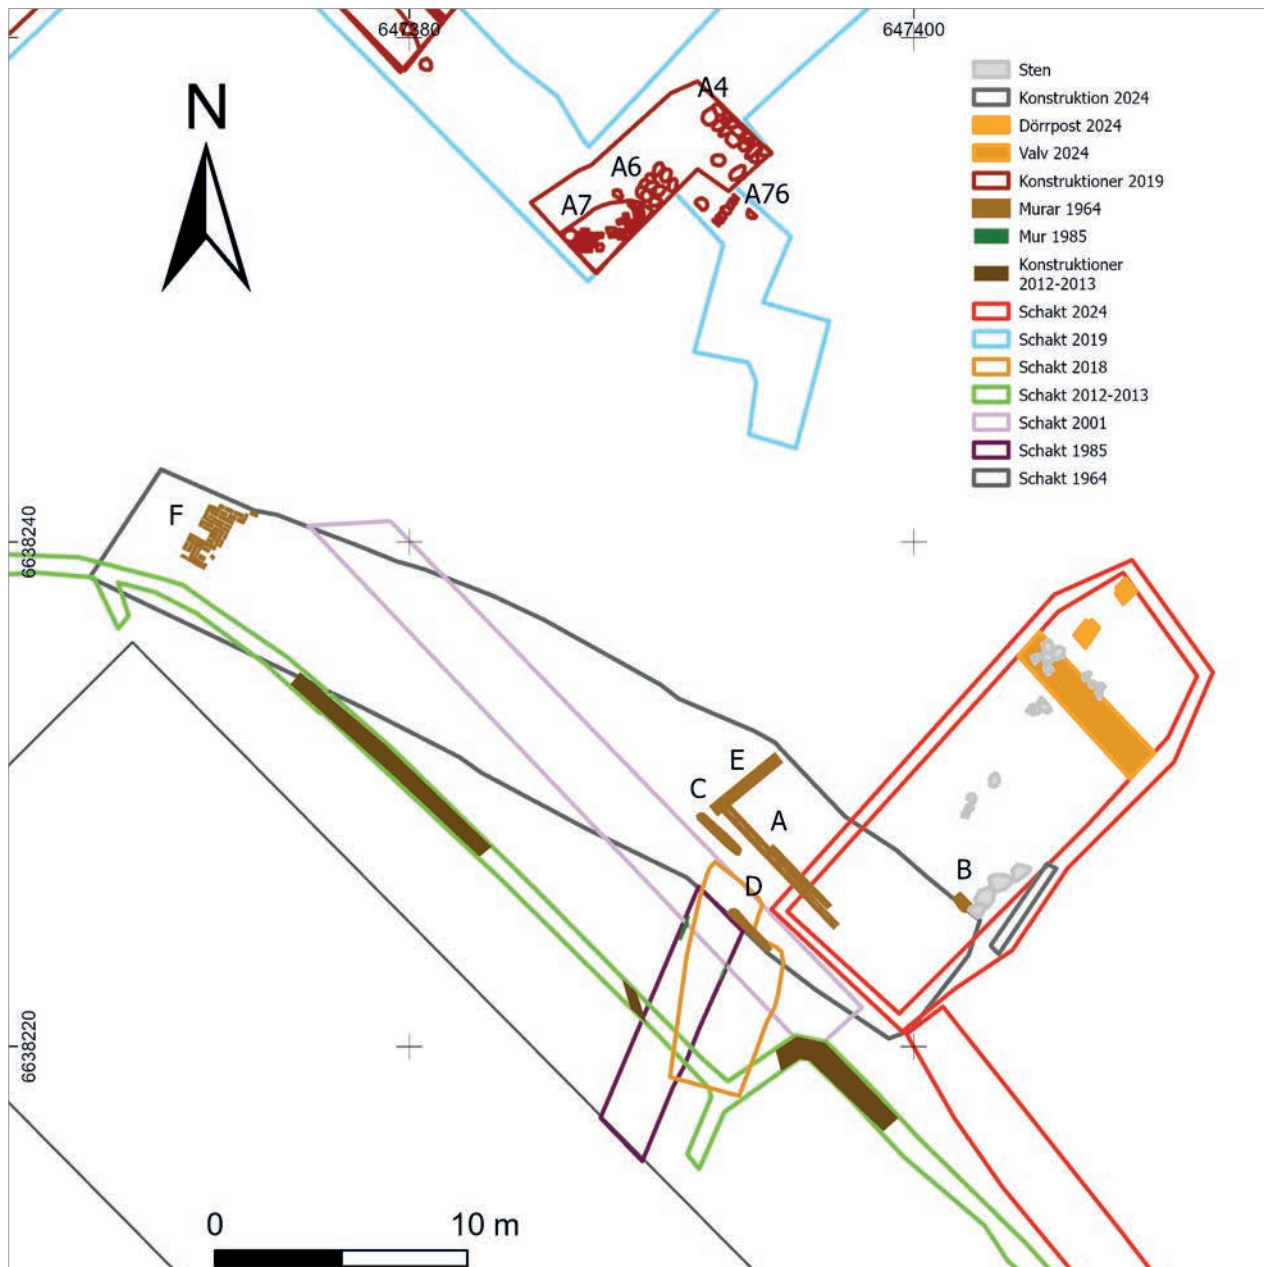 647380
647400
N
A4
A6
A7
A76
Sten
Konstruktion 2024
Dörrpost 2024
Valv 2024
Konstruktioner 2019
Murar 1964
Mur 1985
Konstruktioner
2012-2013
Schakt 2024
Schakt 2019
Schakt 2018
Schakt 2012-2013
Schakt 2001
Schakt 1985
Schakt 1964
6638240
F
E
C
A
D
B
6638220
0
10 m